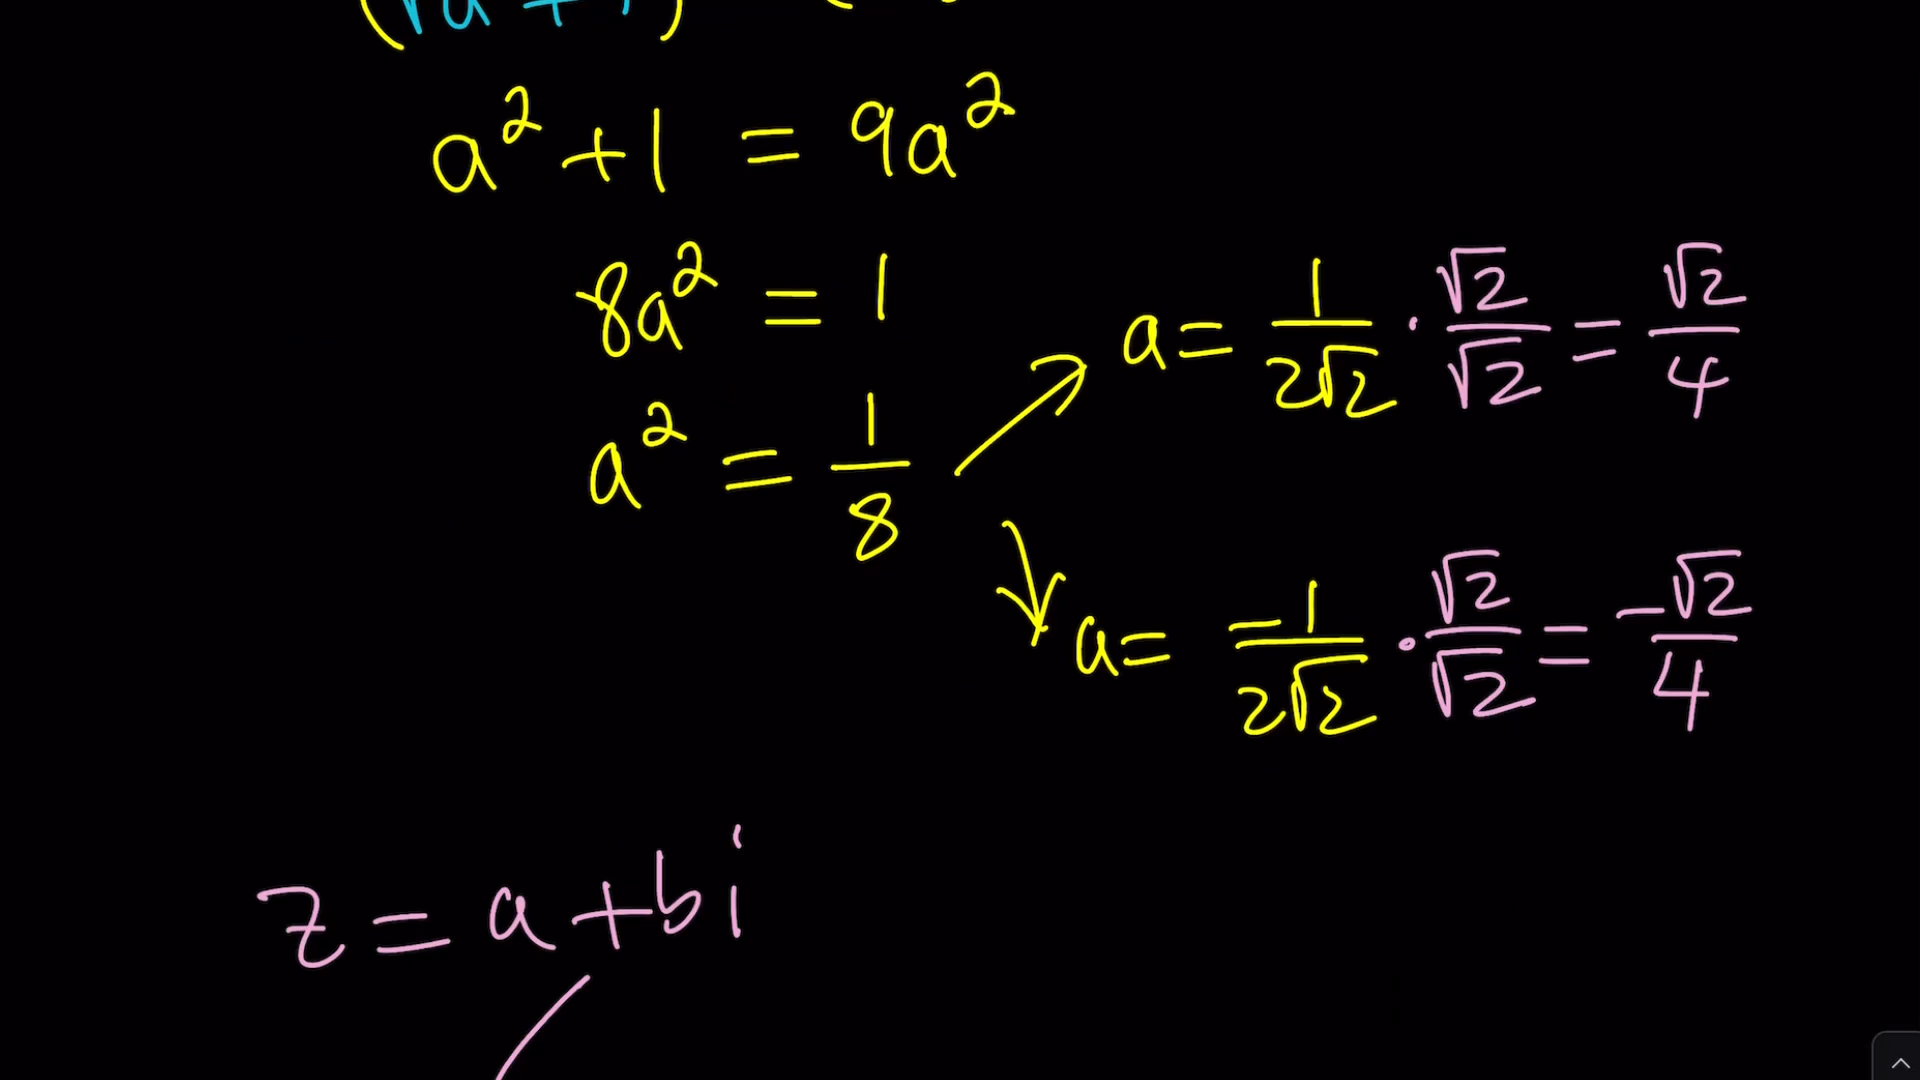 a² + 1 = 9a²
8a² = 1
a = 1/2√2 · √2/√2 = √2/4
a² = 1/8
a = -1/2√2 · √2/√2 = -√2/4
z = a + bi